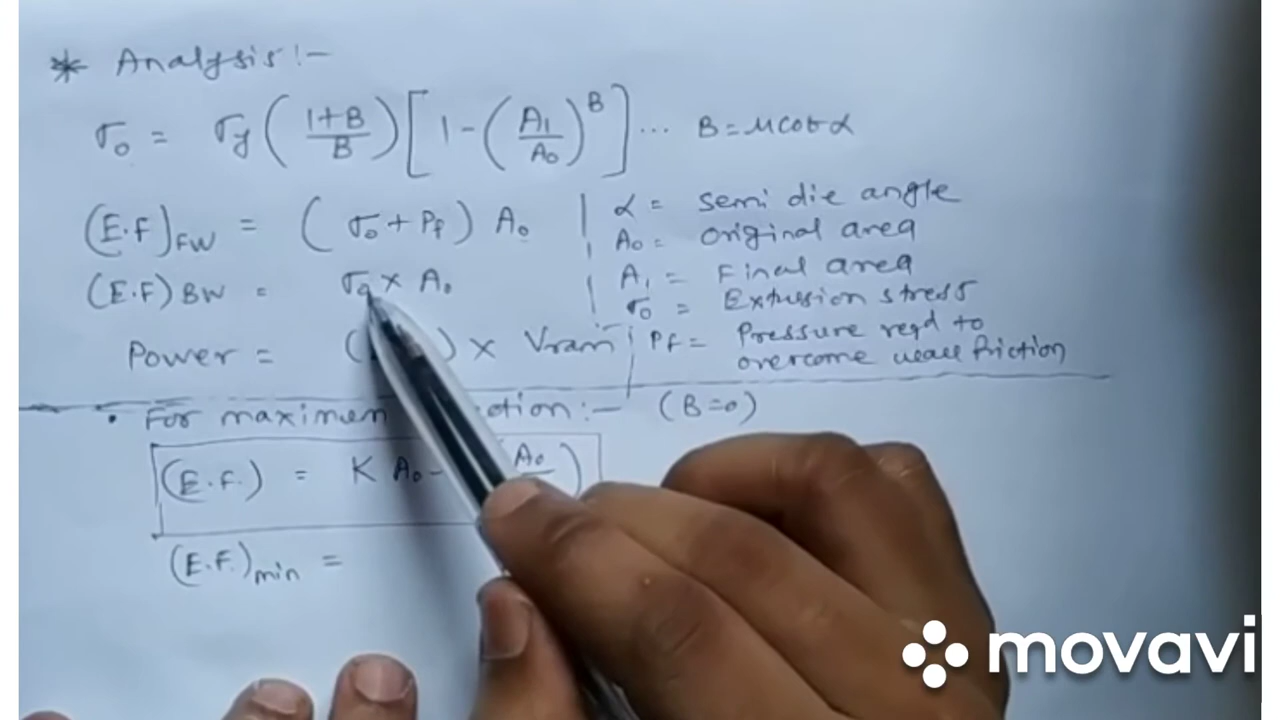 * Analysis:-
σ₀ = σy (1+B / B) [1 - (A₁/A₀)^B] ... B = μcotα
(E.F)FW = (σ₀ + Pf) A₀
(E.F) BW = σ₀ × A₀
Power = ( ) × Vram
α = semi die angle
A₀ = original area
A₁ = Final area
σ₀ = Extrusion stress
Pf = Pressure reqd to
overcome wall friction
• For maximum :- (B=0)
(E.F.) = K A₀ ( A₀ )
(E.F.)min =
movavi